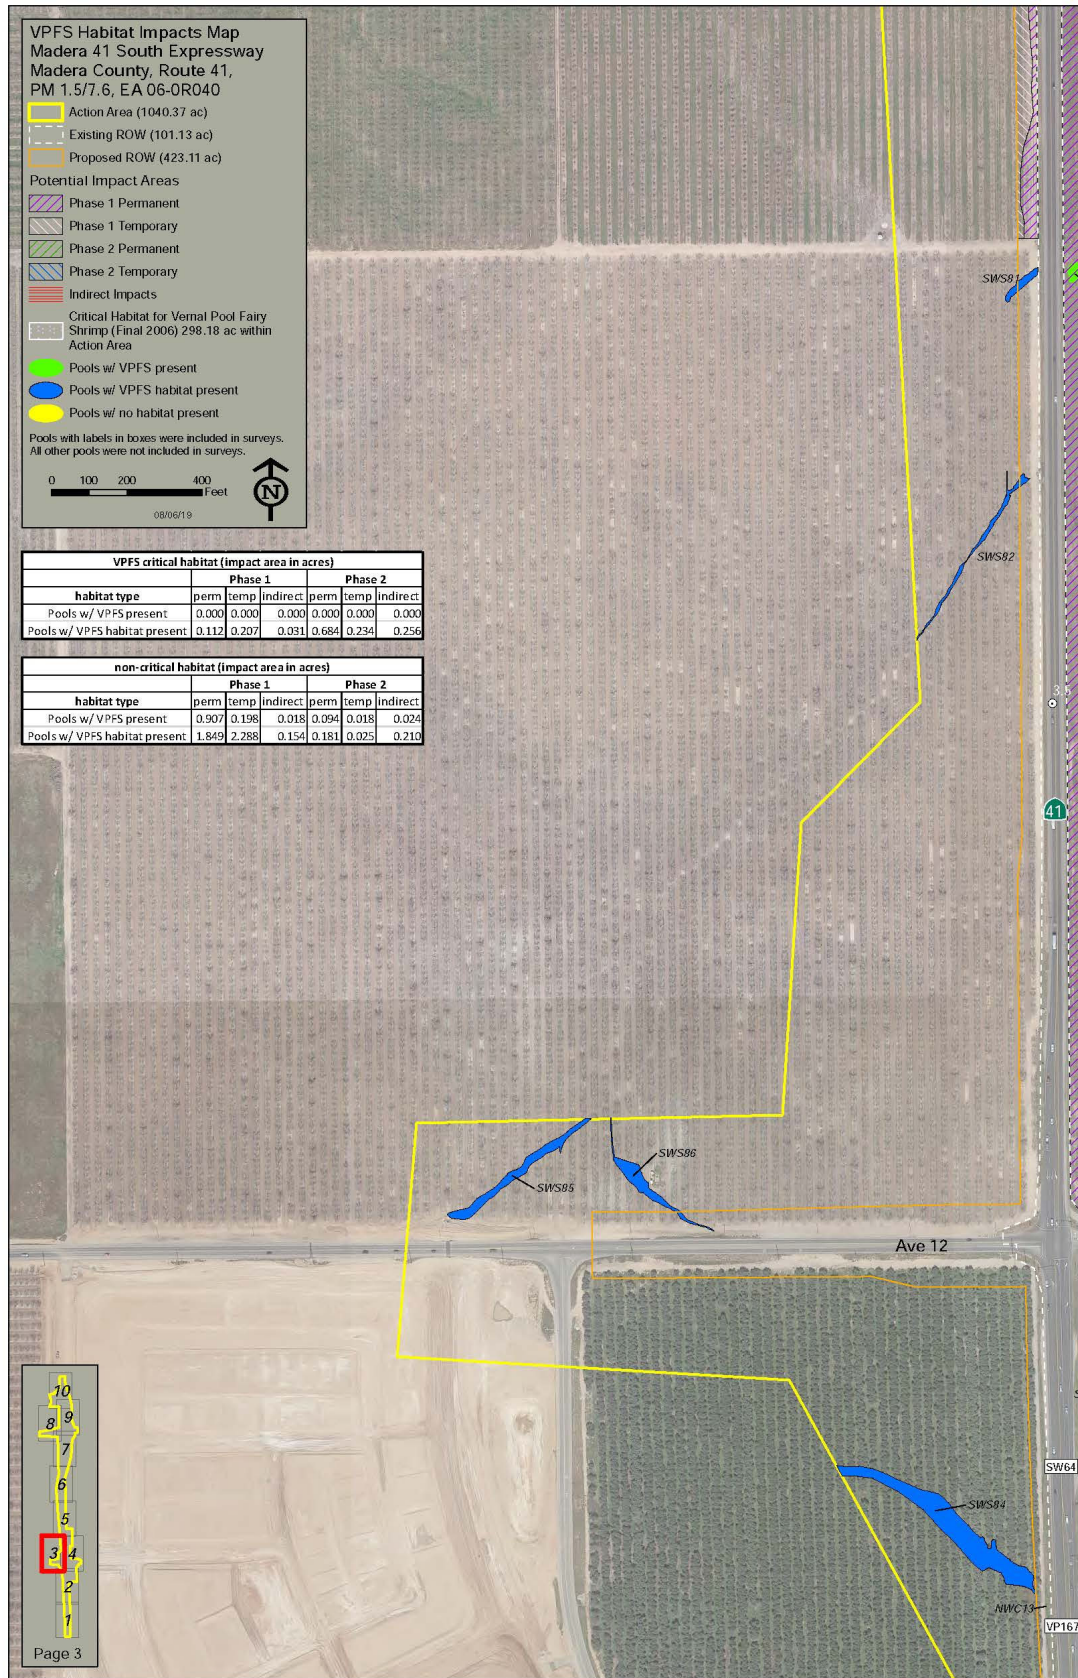 VPFS Habitat Impacts Map
Madera 41 South Expressway
Madera County, Route 41,
PM 1.5/7.6, EA 06-0R040
Action Area (1040.37 ac)
Existing ROW (101.13 ac)
Proposed ROW (423.11 ac)
Potential Impact Areas
Phase 1 Permanent
Phase 1 Temporary
Phase 2 Permanent
Phase 2 Temporary
Indirect Impacts
Critical Habitat for Vernal Pool Fairy
Shrimp (Final 2006) 298.18 ac within
Action Area
Pools w/ VPFS present
Pools w/ VPFS habitat present
Pools w/ no habitat present
Pools with labels in boxes were included in surveys.
All other pools were not included in surveys.
0 100 200 400
Feet
N
08/06/19
VPFS critical habitat (impact area in acres)
Phase 1 Phase 2
habitat type perm temp indirect perm temp indirect
Pools w/ VPFS present 0.000 0.000 0.000 0.000 0.000 0.000
Pools w/ VPFS habitat present 0.112 0.207 0.031 0.684 0.234 0.256
non-critical habitat (impact area in acres)
Phase 1 Phase 2
habitat type perm temp indirect perm temp indirect
Pools w/ VPFS present 0.907 0.198 0.018 0.094 0.018 0.024
Pools w/ VPFS habitat present 1.849 2.288 0.154 0.181 0.025 0.210
SWS81
SWS82
3.5
41
SWS86
SWS85
Ave 12
SW64
SWS84
NWC13
VP167
10
9
8
7
6
5
3 4
2
1
Page 3